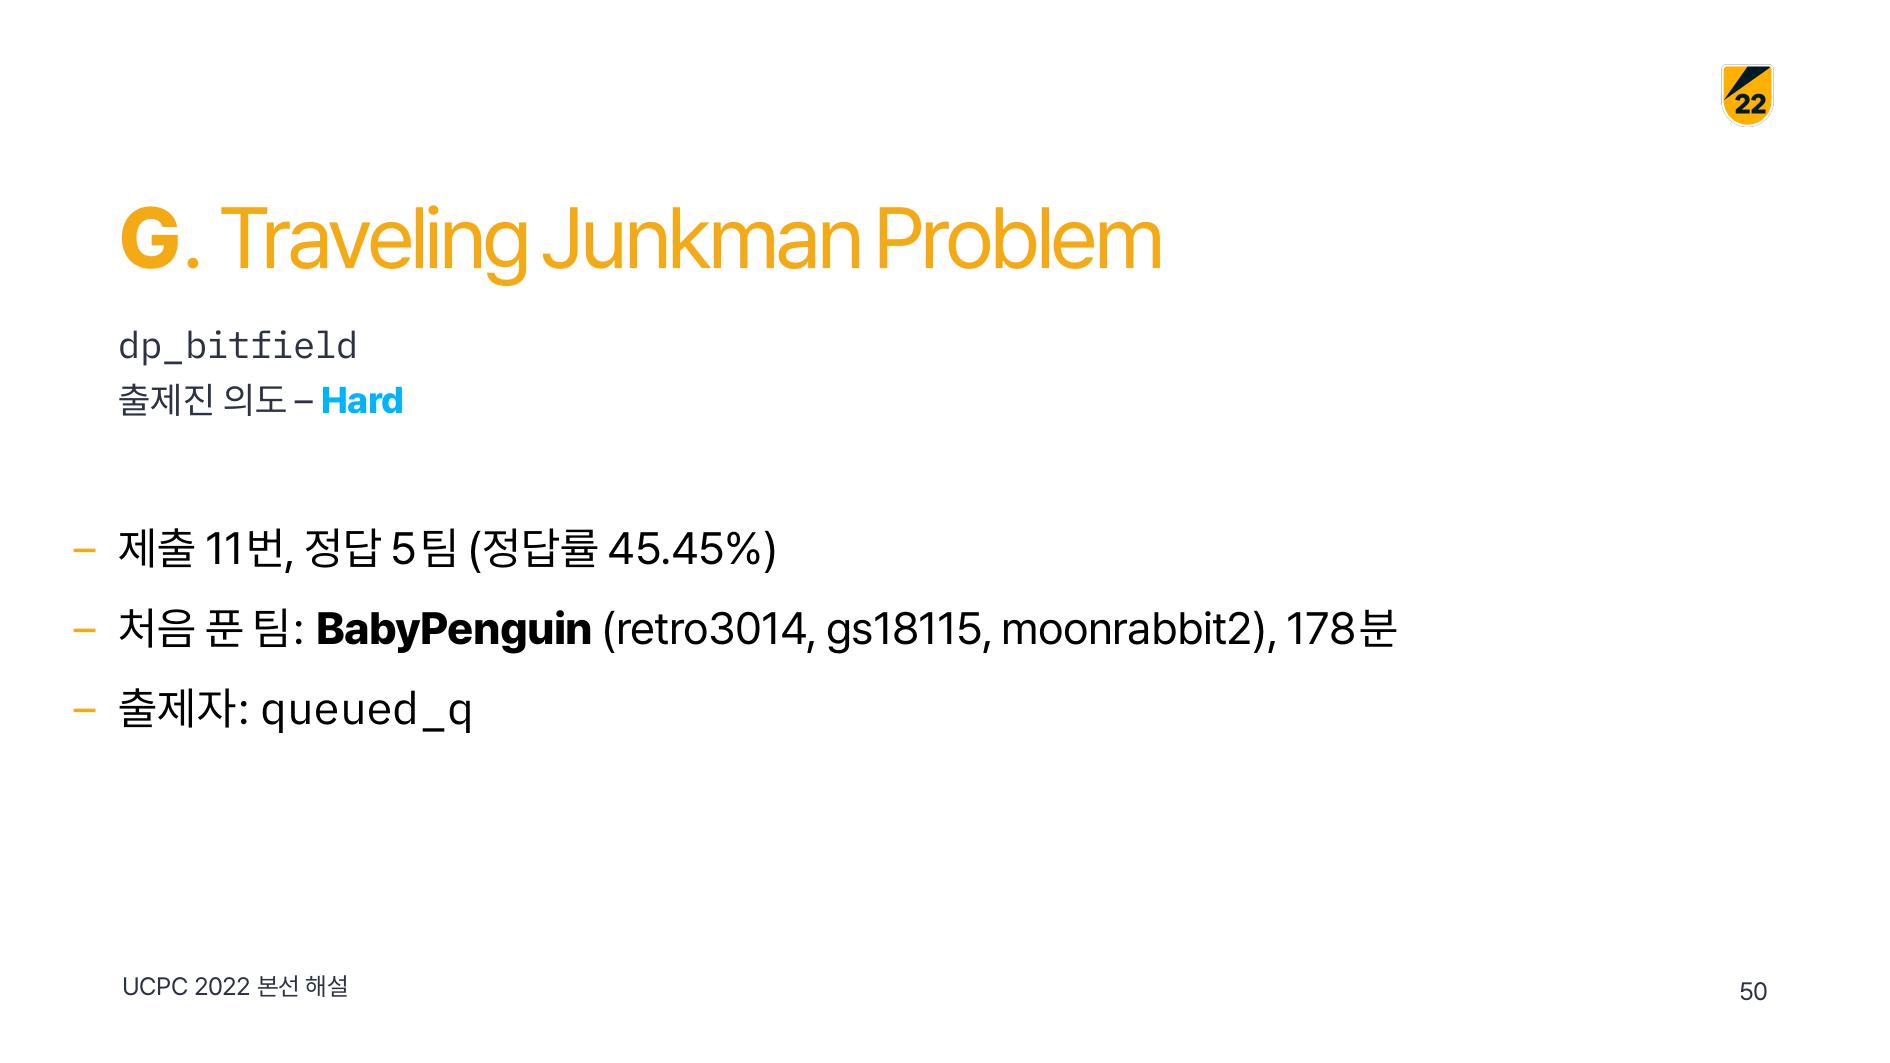 22
G. Traveling Junkman Problem
dp_bitfield
출제진 의도 – Hard
– 제출 11번, 정답 5팀 (정답률 45.45%)
– 처음 푼 팀: BabyPenguin (retro3014, gs18115, moonrabbit2), 178분
– 출제자: queued_q
UCPC 2022 본선 해설
50